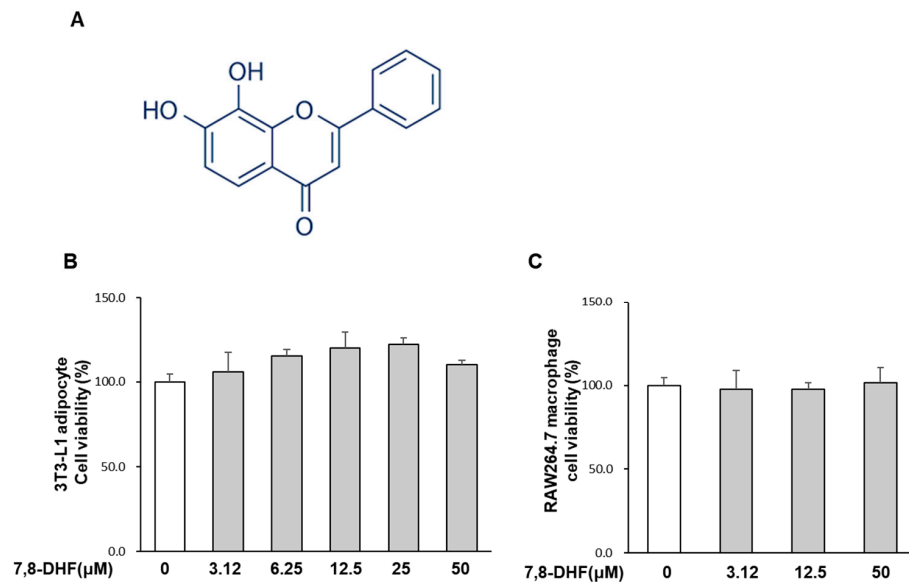 A
OH
HO
O
O
B
C
150.0
100.0
50.0
0.0
3T3-L1 adipocyte
Cell viability (%)
7,8-DHF(μM)
0 3.12 6.25 12.5 25 50
150.0
100.0
50.0
0.0
RAW264.7 macrophage
cell viability (%)
7,8-DHF(μM)
0 3.12 12.5 50